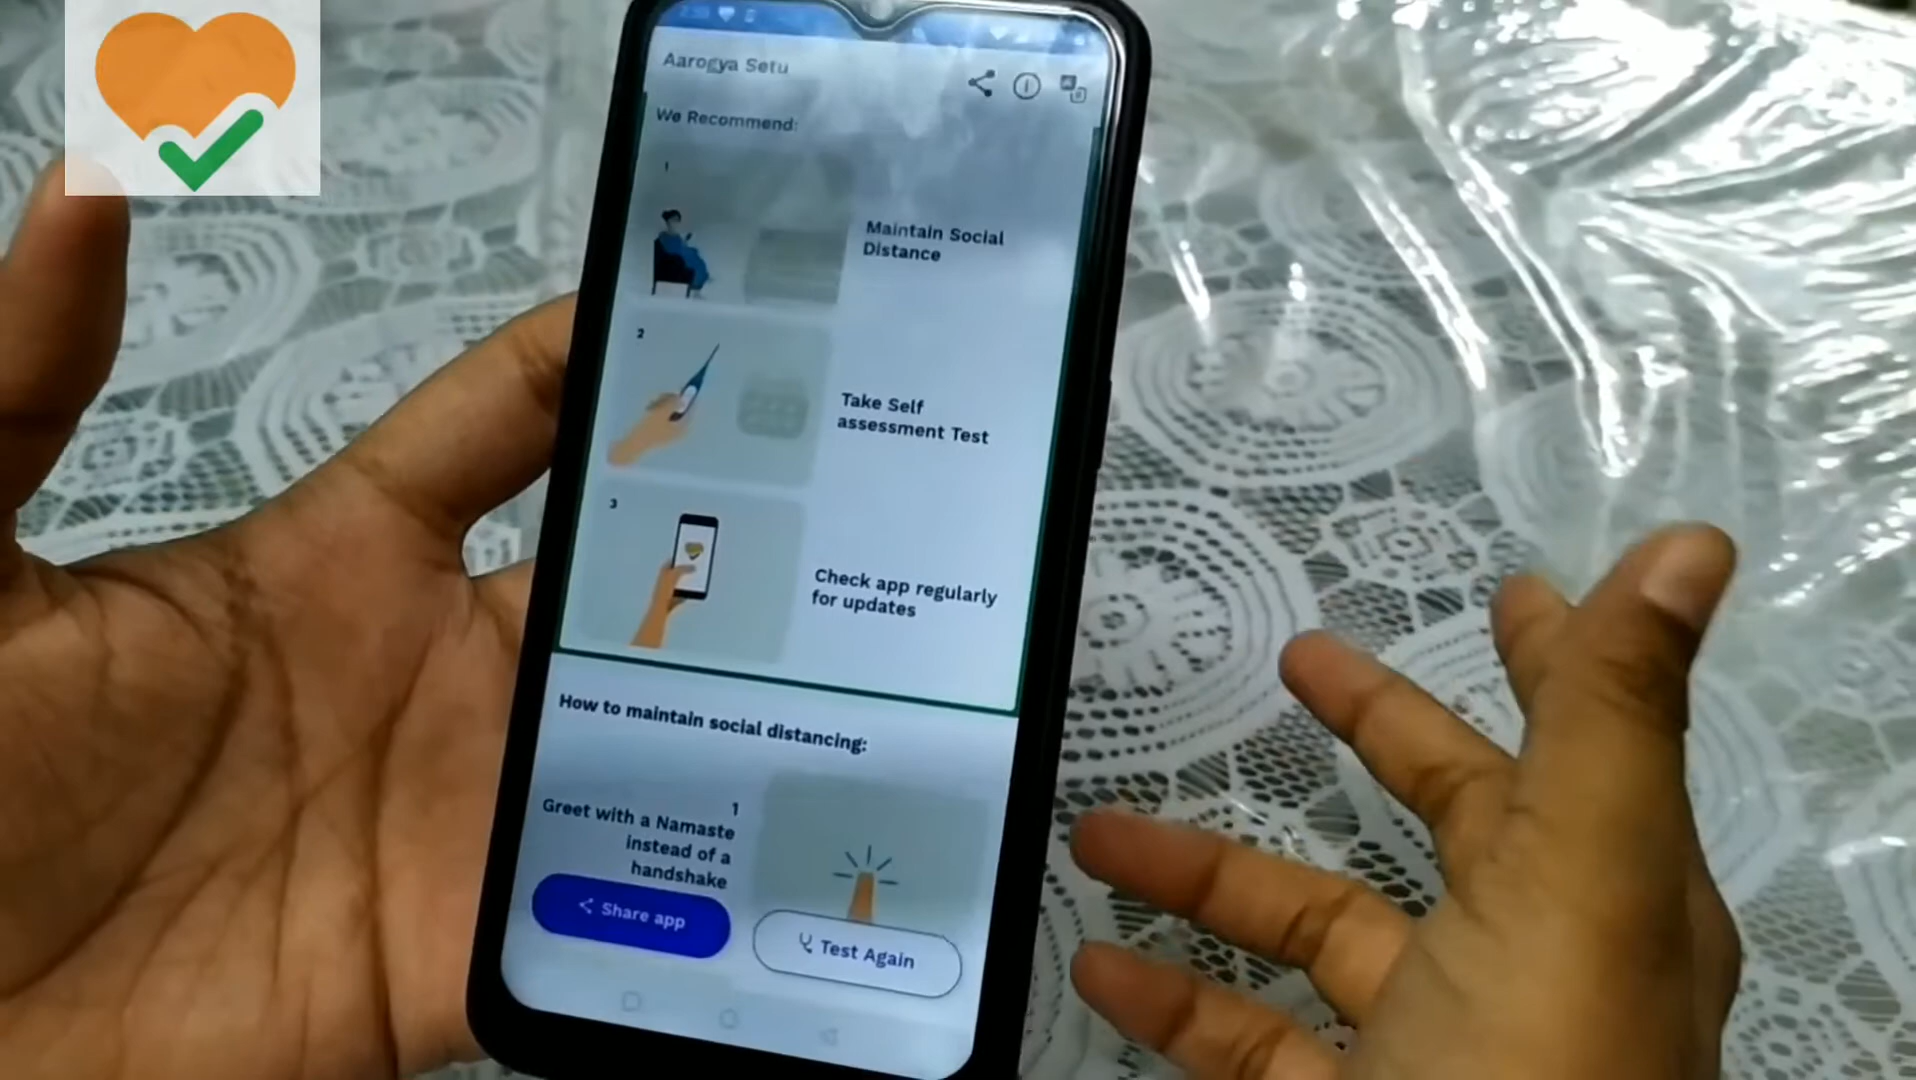 Aarogya Setu
We Recommend:
1
Maintain Social
Distance
2
Take Self
assessment Test
3
Check app regularly
for updates
How to maintain social distancing:
1
Greet with a Namaste
instead of a
handshake
Share app
Test Again